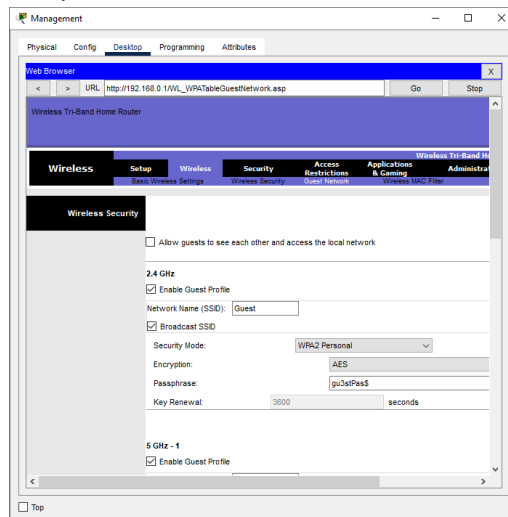 Management
Physical Config Desktop Programming Attributes
Web Browser X
< > URL http://192.168.0.1/WL_WPATableGuestNetwork.asp Go Stop
Wireless Tri-Band Home Router
Wireless Tri-Band Ho
Wireless Setup Wireless Security Access Restrictions Applications & Gaming Administrat
Basic Wireless Settings Wireless Security Guest Network Wireless MAC Filter
Wireless Security
Allow guests to see each other and access the local network
2.4 GHz
Enable Guest Profile
Network Name (SSID): Guest
Broadcast SSID
Security Mode: WPA2 Personal
Encryption: AES
Passphrase: gu3stPas$
Key Renewal: 3600 seconds
5 GHz - 1
Enable Guest Profile
Top